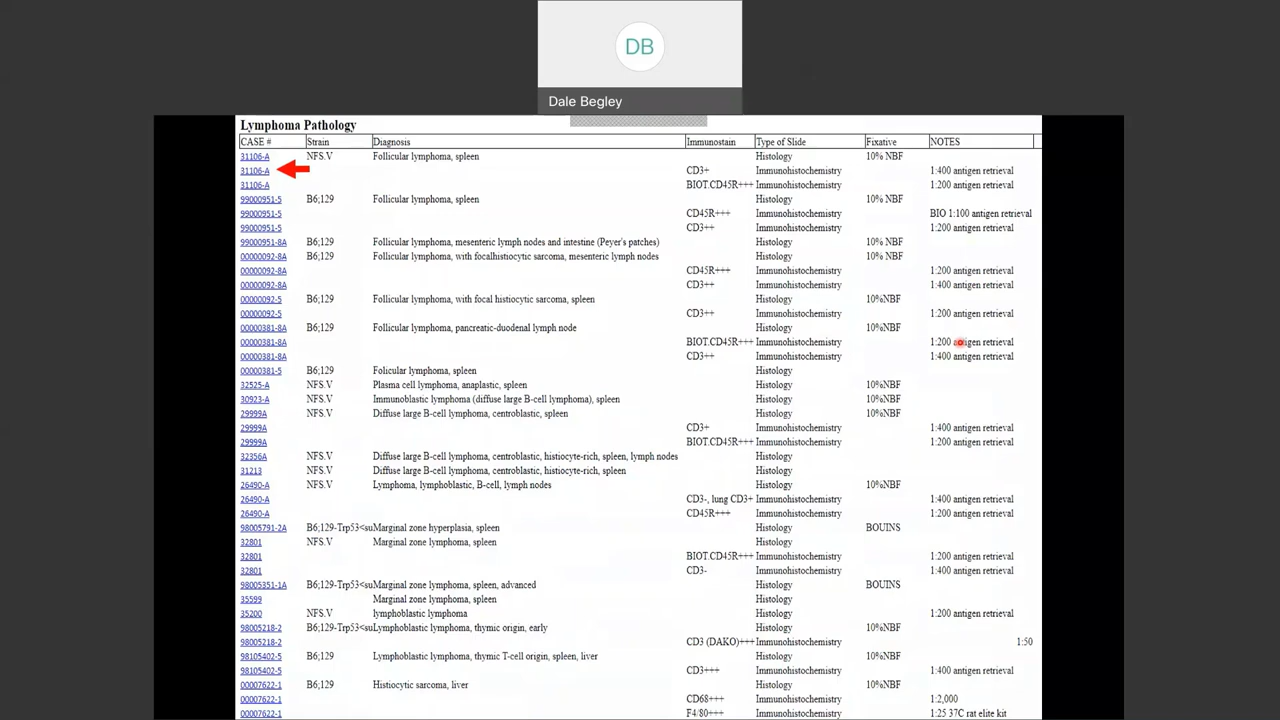 DB
Dale Begley
Lymphoma Pathology
CASE # Strain Diagnosis Immunostain Type of Slide Fixative NOTES
31106-A NFS.V Follicular lymphoma, spleen Histology 10% NBF
31106-A CD3+ Immunohistochemistry 1:400 antigen retrieval
31106-A BIOT.CD45R+++ Immunohistochemistry 1:200 antigen retrieval
99000951-5 B6;129 Follicular lymphoma, spleen Histology 10% NBF
99000951-5 CD45R+++ Immunohistochemistry BIO 1:100 antigen retrieval
99000951-5 CD3++ Immunohistochemistry 1:200 antigen retrieval
99000951-8A B6;129 Follicular lymphoma, mesenteric lymph nodes and intestine (Peyer's patches) Histology 10% NBF
00000092-8A B6;129 Follicular lymphoma, with focalhistiocytic sarcoma, mesenteric lymph nodes Histology 10% NBF
00000092-8A CD45R+++ Immunohistochemistry 1:200 antigen retrieval
00000092-8A CD3++ Immunohistochemistry 1:400 antigen retrieval
00000092-5 B6;129 Follicular lymphoma, with focal histiocytic sarcoma, spleen Histology 10%NBF
00000092-5 CD3++ Immunohistochemistry 1:200 antigen retrieval
00000381-8A B6;129 Follicular lymphoma, pancreatic-duodenal lymph node Histology 10%NBF
00000381-8A BIOT.CD45R+++ Immunohistochemistry 1:200 antigen retrieval
00000381-8A CD3++ Immunohistochemistry 1:400 antigen retrieval
00000381-5 B6;129 Folicular lymphoma, spleen Histology
32525-A NFS.V Plasma cell lymphoma, anaplastic, spleen Histology 10%NBF
30923-A NFS.V Immunoblastic lymphoma (diffuse large B-cell lymphoma), spleen Histology 10%NBF
29999A NFS.V Diffuse large B-cell lymphoma, centroblastic, spleen Histology 10%NBF
29999A CD3+ Immunohistochemistry 1:400 antigen retrieval
29999A BIOT.CD45R+++ Immunohistochemistry 1:200 antigen retrieval
32356A NFS.V Diffuse large B-cell lymphoma, centroblastic, histiocyte-rich, spleen, lymph nodes Histology
31213 NFS.V Diffuse large B-cell lymphoma, centroblastic, histiocyte-rich, spleen Histology
26490-A NFS.V Lymphoma, lymphoblastic, B-cell, lymph nodes Histology 10%NBF
26490-A CD3-, lung CD3+ Immunohistochemistry 1:400 antigen retrieval
26490-A CD45R+++ Immunohistochemistry 1:200 antigen retrieval
98005791-2A B6;129-Trp53<su Marginal zone hyperplasia, spleen Histology BOUINS
32801 NFS.V Marginal zone lymphoma, spleen Histology
32801 BIOT.CD45R+++ Immunohistochemistry 1:200 antigen retrieval
32801 CD3- Immunohistochemistry 1:400 antigen retrieval
98005351-1A B6;129-Trp53<su Marginal zone lymphoma, spleen, advanced Histology BOUINS
35599 Marginal zone lymphoma, spleen Histology
35200 NFS.V lymphoblastic lymphoma Histology 1:200 antigen retrieval
98005218-2 B6;129-Trp53<su Lymphoblastic lymphoma, thymic origin, early Histology 10%NBF
98005218-2 CD3 (DAKO)+++ Immunohistochemistry 1:50
98105402-5 B6;129 Lymphoblastic lymphoma, thymic T-cell origin, spleen, liver Histology 10%NBF
98105402-5 CD3+++ Immunohistochemistry 1:400 antigen retrieval
00007622-1 B6;129 Histiocytic sarcoma, liver Histology 10%NBF
00007622-1 CD68+++ Immunohistochemistry 1:2,000
00007622-1 F4/80+++ Immunohistochemistry 1:25 37C rat elite kit